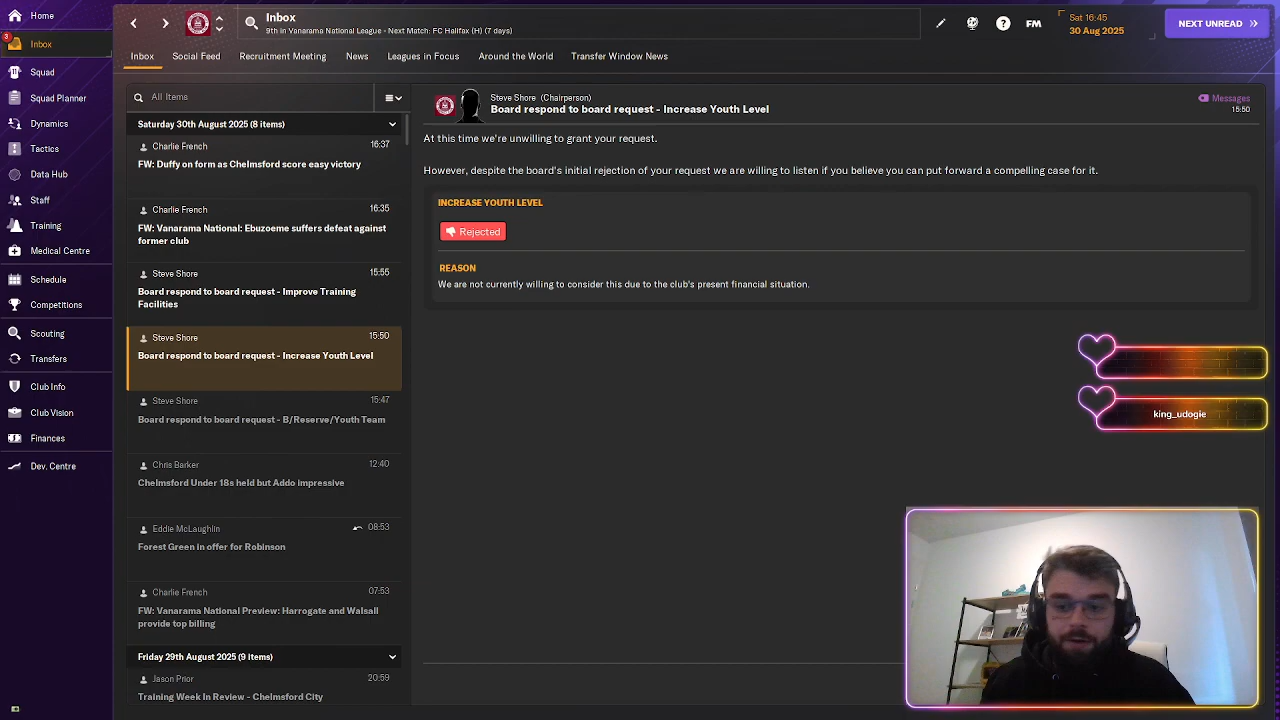 Home
3
Inbox
Squad
Squad Planner
Dynamics
Tactics
Data Hub
Staff
Training
Medical Centre
Schedule
Competitions
Scouting
Transfers
Club Info
Club Vision
Finances
Dev. Centre
Inbox
9th in Vanarama National League - Next Match: FC Halifax (H) (7 days)
FM
Sat 16:45
30 Aug 2025
NEXT UNREAD
Inbox
Social Feed
Recruitment Meeting
News
Leagues in Focus
Around the World
Transfer Window News
All Items
Saturday 30th August 2025 (8 items)
Charlie French 16:37
FW: Duffy on form as Chelmsford score easy victory
Charlie French 16:35
FW: Vanarama National: Ebuzoeme suffers defeat against
former club
Steve Shore 15:55
Board respond to board request - Improve Training
Facilities
Steve Shore 15:50
Board respond to board request - Increase Youth Level
Steve Shore 15:47
Board respond to board request - B/Reserve/Youth Team
Chris Barker 12:40
Chelmsford Under 18s held but Addo impressive
Eddie McLaughlin 08:53
Forest Green in offer for Robinson
Charlie French 07:53
FW: Vanarama National Preview: Harrogate and Walsall
provide top billing
Friday 29th August 2025 (9 items)
Jason Prior 20:59
Training Week In Review - Chelmsford City
Steve Shore (Chairperson)
Board respond to board request - Increase Youth Level
Messages
15:50
At this time we're unwilling to grant your request.
However, despite the board's initial rejection of your request we are willing to listen if you believe you can put forward a compelling case for it.
INCREASE YOUTH LEVEL
Rejected
REASON
We are not currently willing to consider this due to the club's present financial situation.
king_udogie